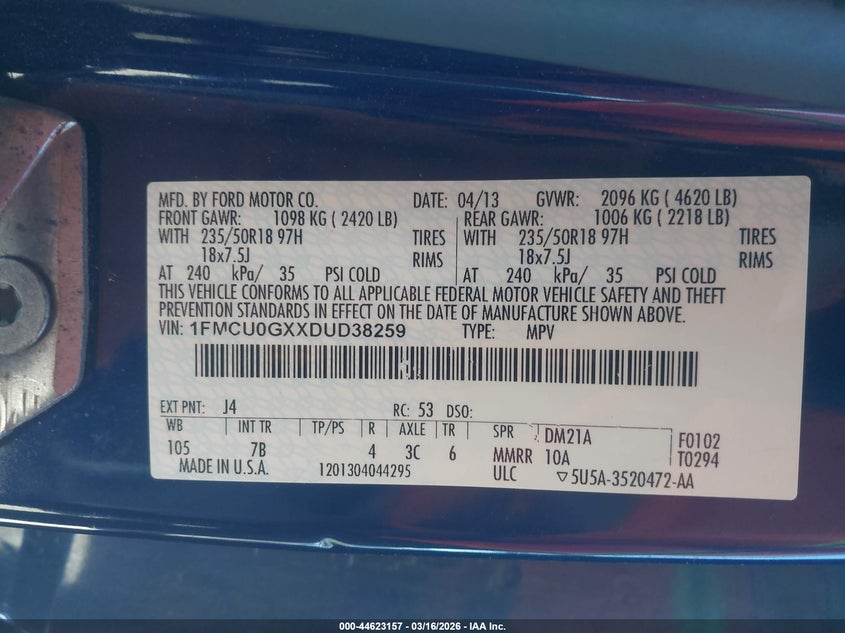 MFD. BY FORD MOTOR CO. DATE: 04/13 GVWR: 2096 KG ( 4620 LB)
FRONT GAWR: 1098 KG ( 2420 LB) REAR GAWR: 1006 KG ( 2218 LB)
WITH 235/50R18 97H TIRES WITH 235/50R18 97H TIRES
18x7.5J RIMS 18x7.5J RIMS
AT 240 kPa/ 35 PSI COLD AT 240 kPa/ 35 PSI COLD
THIS VEHICLE CONFORMS TO ALL APPLICABLE FEDERAL MOTOR VEHICLE SAFETY AND THEFT
PREVENTION STANDARDS IN EFFECT ON THE DATE OF MANUFACTURE SHOWN ABOVE.
VIN: 1FMCU0GXXDUD38259 TYPE: MPV
EXT PNT: J4 RC: 53 DSO:
WB INT TR TP/PS R AXLE TR SPR DM21A F0102
105 7B 4 3C 6 MMRR 10A T0294
MADE IN U.S.A. 1201304044295 ULC ▽5U5A-3520472-AA
000-44623157 - 03/16/2026 - IAA Inc.